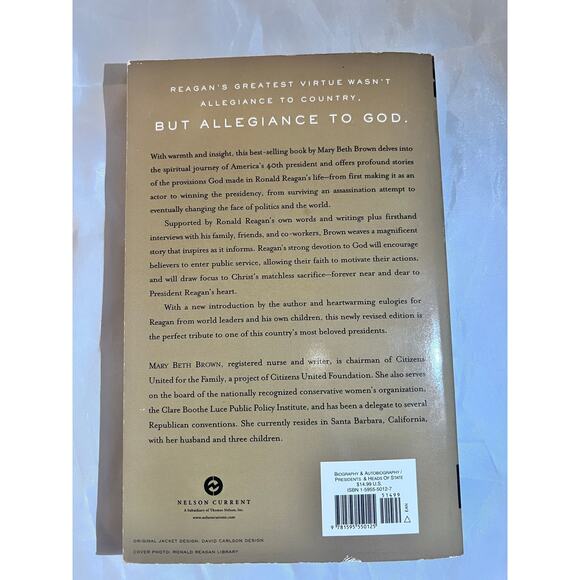 REAGAN'S GREATEST VIRTUE WASN'T
ALLEGIANCE TO COUNTRY,
BUT ALLEGIANCE TO GOD.
With warmth and insight, this best-selling book by Mary Beth Brown delves into
the spiritual journey of America's 40th president and offers profound stories
of the provisions God made in Ronald Reagan's life—from first making it as an
actor to winning the presidency, from surviving an assassination attempt to
eventually changing the face of politics and the world.
Supported by Ronald Reagan's own words and writings plus firsthand
interviews with his family, friends, and co-workers, Brown weaves a magnificent
story that inspires as it informs. Reagan's strong devotion to God will encourage
believers to enter public service, allowing their faith to motivate their actions,
and will draw focus to Christ's matchless sacrifice—forever near and dear to
President Reagan's heart.
With a new introduction by the author and heartwarming eulogies for
Reagan from world leaders and his own children, this newly revised edition is
the perfect tribute to one of this country's most beloved presidents.
MARY BETH BROWN, registered nurse and writer, is chairman of Citizens
United for the Family, a project of Citizens United Foundation. She also serves
on the board of the nationally recognized conservative women's organization,
the Clare Boothe Luce Public Policy Institute, and has been a delegate to several
Republican conventions. She currently resides in Santa Barbara, California,
with her husband and three children.
NELSON CURRENT
A Subsidiary of Thomas Nelson, Inc.
www.nelsoncurrent.com
BIOGRAPHY & AUTOBIOGRAPHY /
PRESIDENTS & HEADS OF STATE
$14.99 U.S.
ISBN 1-5955-5012-7
51499
9 781595 550125
EAN
ORIGINAL JACKET DESIGN: DAVID CARLSON DESIGN
COVER PHOTO: RONALD REAGAN LIBRARY